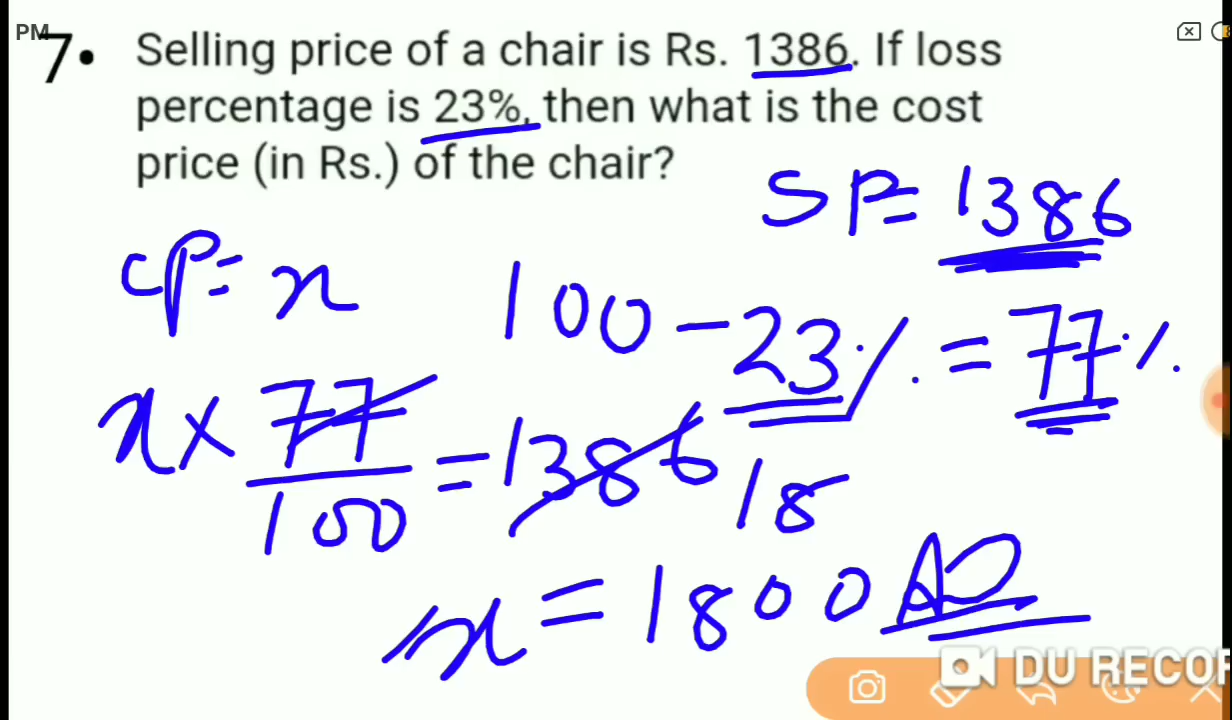 PM
7. Selling price of a chair is Rs. 1386. If loss
percentage is 23%, then what is the cost
price (in Rs.) of the chair?
SP = 1386
CP = x
100 - 23% = 77%
x × 77/100 = 1386 18
x = 1800
DU RECOR